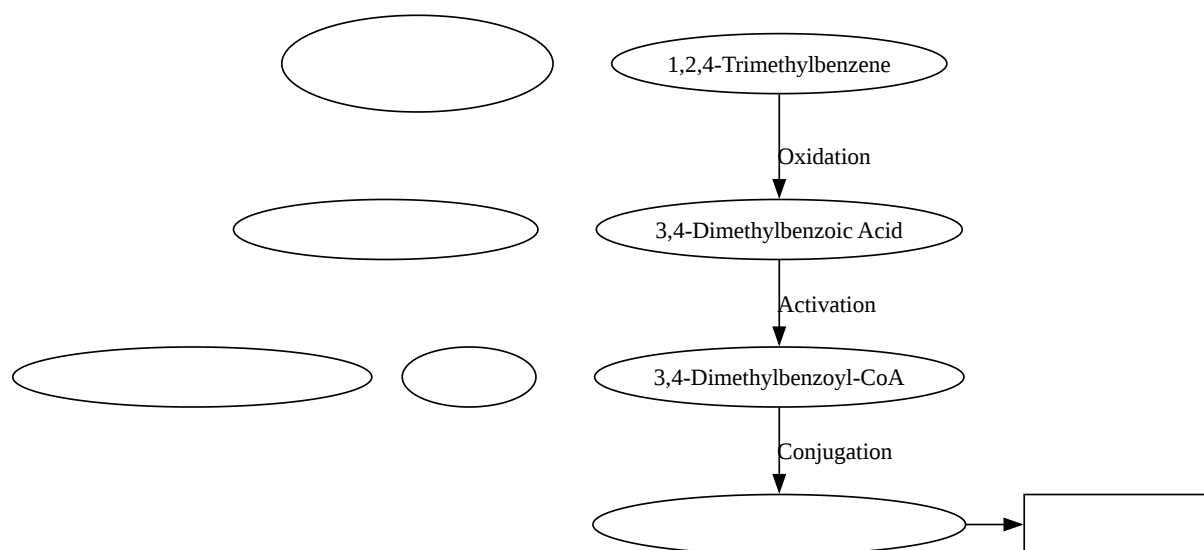 1,2,4-Trimethylbenzene
Oxidation
3,4-Dimethylbenzoic Acid
Activation
3,4-Dimethylbenzoyl-CoA
Conjugation